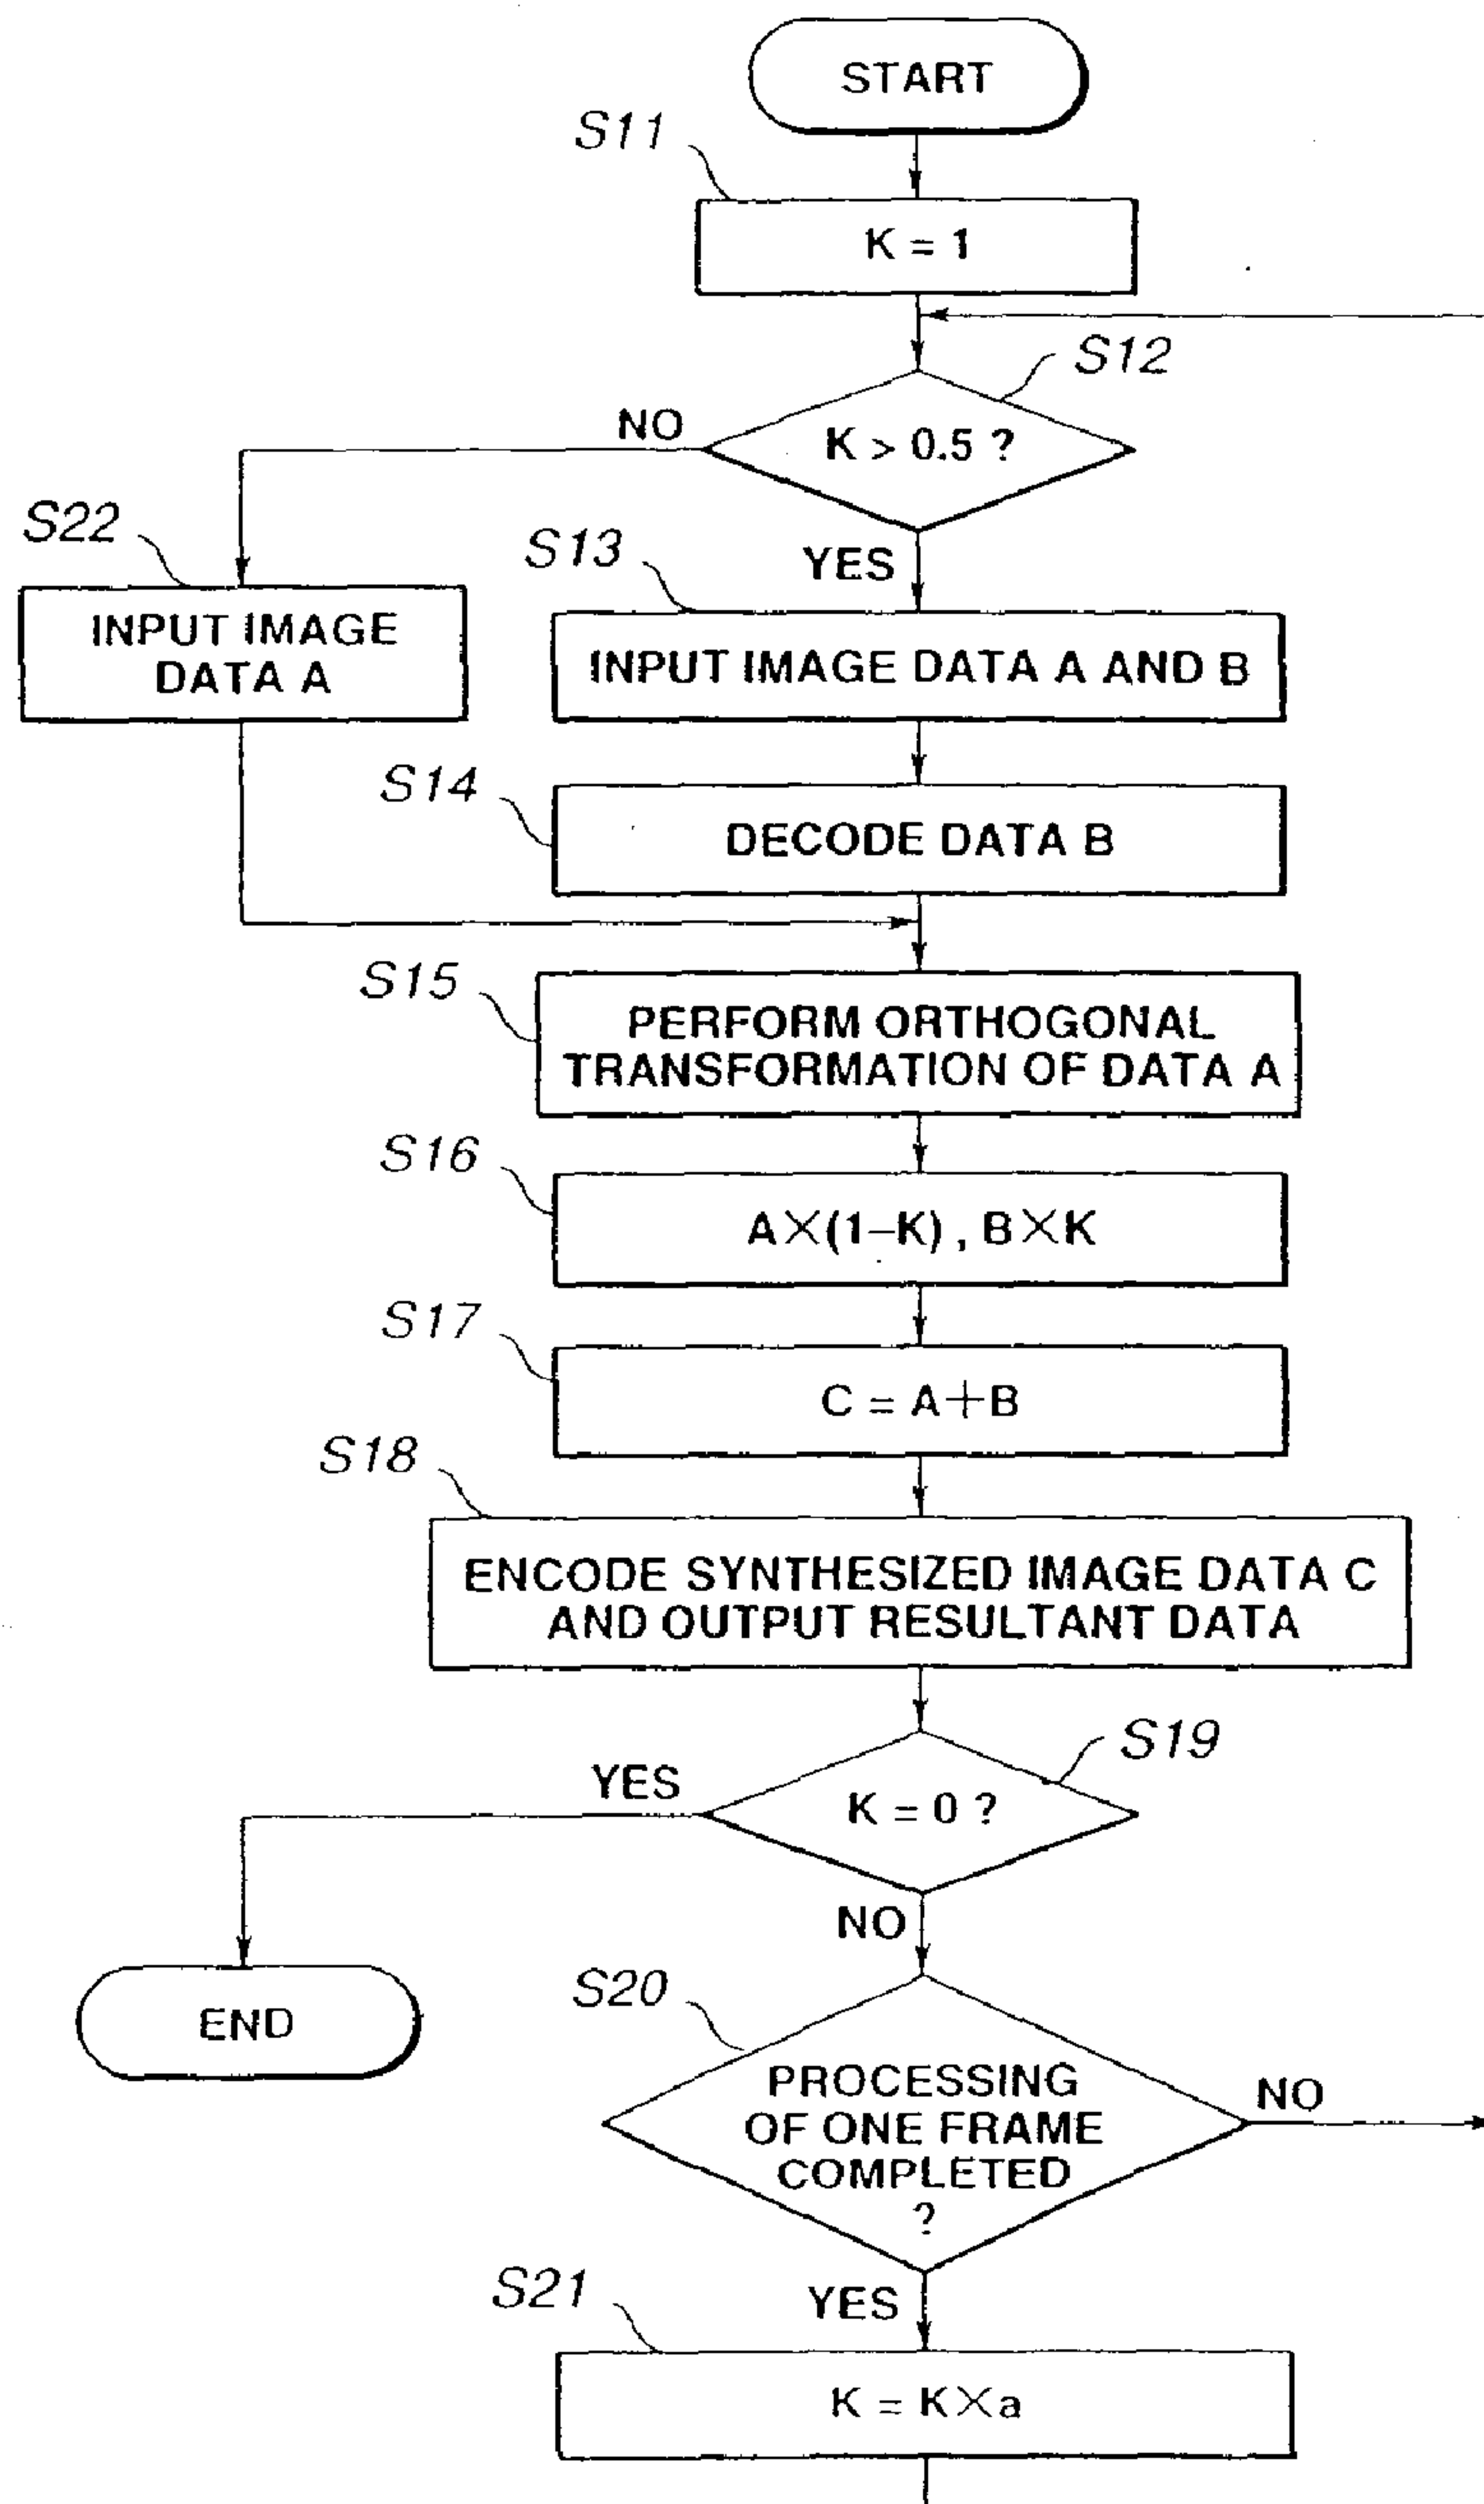 START
S11
K = 1
S12
NO
K > 0.5 ?
S22
S13
YES
INPUT IMAGE
DATA A
INPUT IMAGE DATA A AND B
S14
DECODE DATA B
S15
PERFORM ORTHOGONAL
TRANSFORMATION OF DATA A
S16
A×(1–K) , B×K
S17
C = A+B
S18
ENCODE SYNTHESIZED IMAGE DATA C
AND OUTPUT RESULTANT DATA
S19
YES
K = 0 ?
NO
END
S20
PROCESSING
OF ONE FRAME
COMPLETED
?
NO
S21
YES
K = K×a